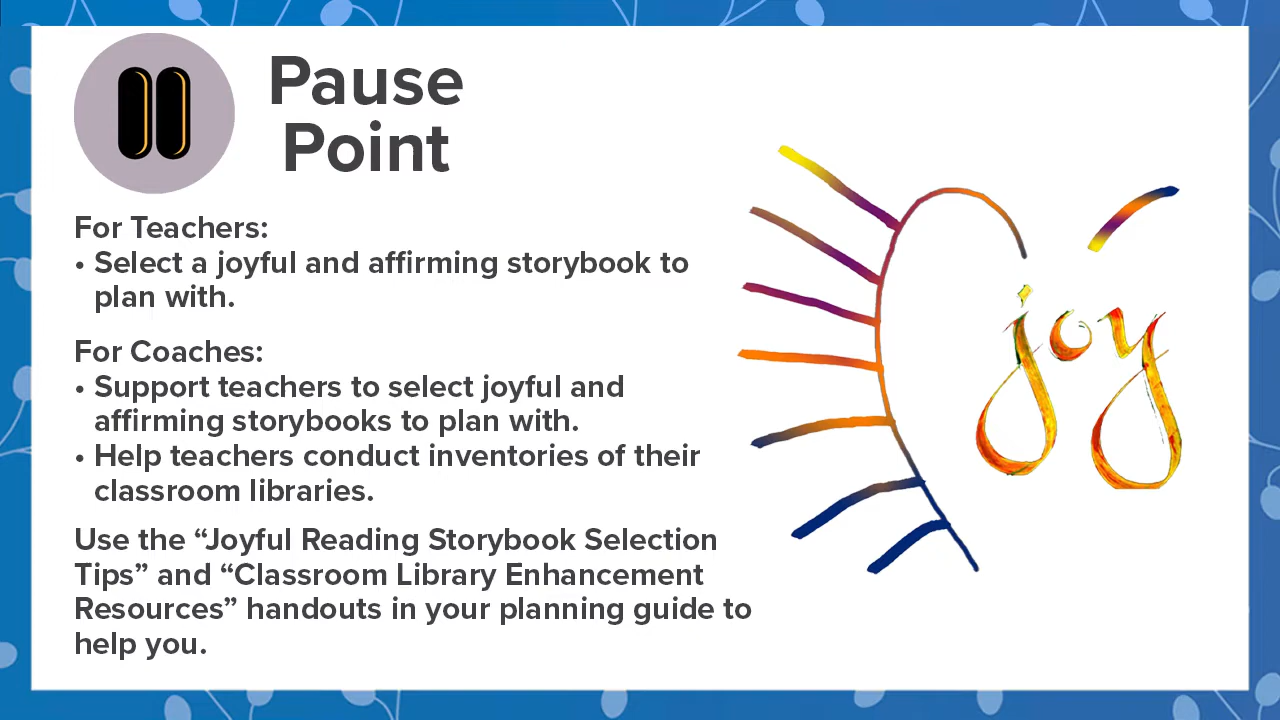 Pause
Point
For Teachers:
• Select a joyful and affirming storybook to
plan with.
For Coaches:
• Support teachers to select joyful and
affirming storybooks to plan with.
• Help teachers conduct inventories of their
classroom libraries.
Use the “Joyful Reading Storybook Selection
Tips” and “Classroom Library Enhancement
Resources” handouts in your planning guide to
help you.
joy